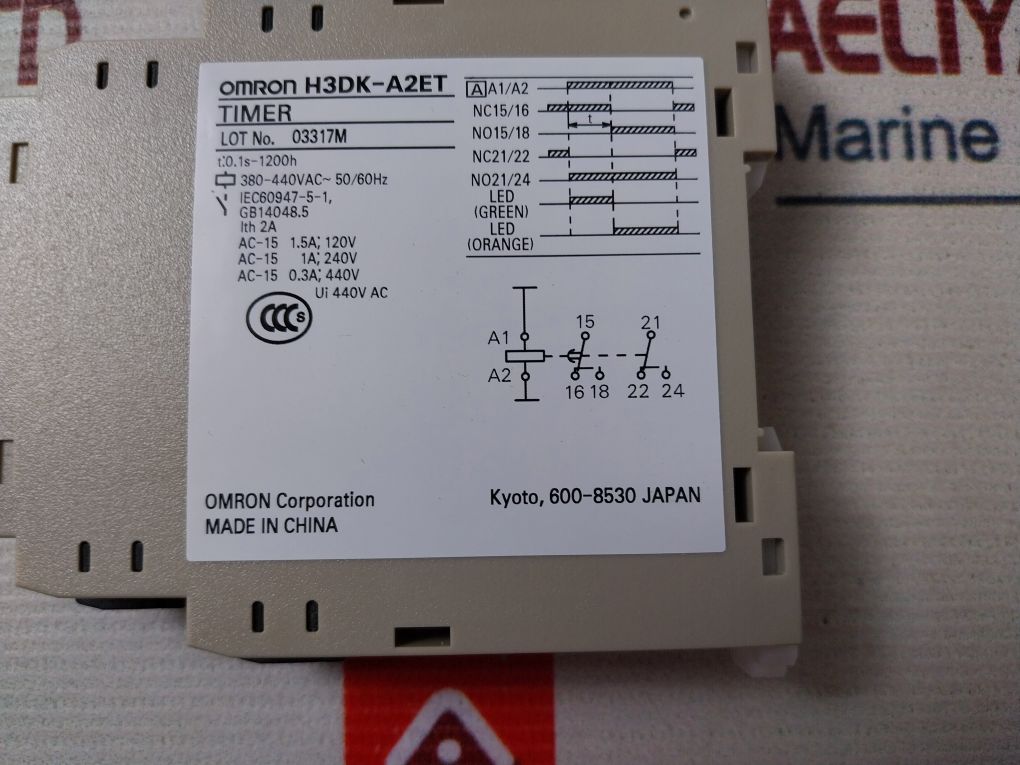 OMRON H3DK-A2ET
TIMER
LOT No. 03317M
t:0.1s-1200h
380-440VAC~ 50/60Hz
IEC60947-5-1,
GB14048.5
Ith 2A
AC-15 1.5A; 120V
AC-15 1A; 240V
AC-15 0.3A; 440V
Ui 440V AC
CCC S
A A1/A2
NC15/16
t
NO15/18
NC21/22
NO21/24
LED
(GREEN)
LED
(ORANGE)
15 21
A1
A2
16 18 22 24
OMRON Corporation
MADE IN CHINA
Kyoto, 600-8530 JAPAN
AELIYA
Marine